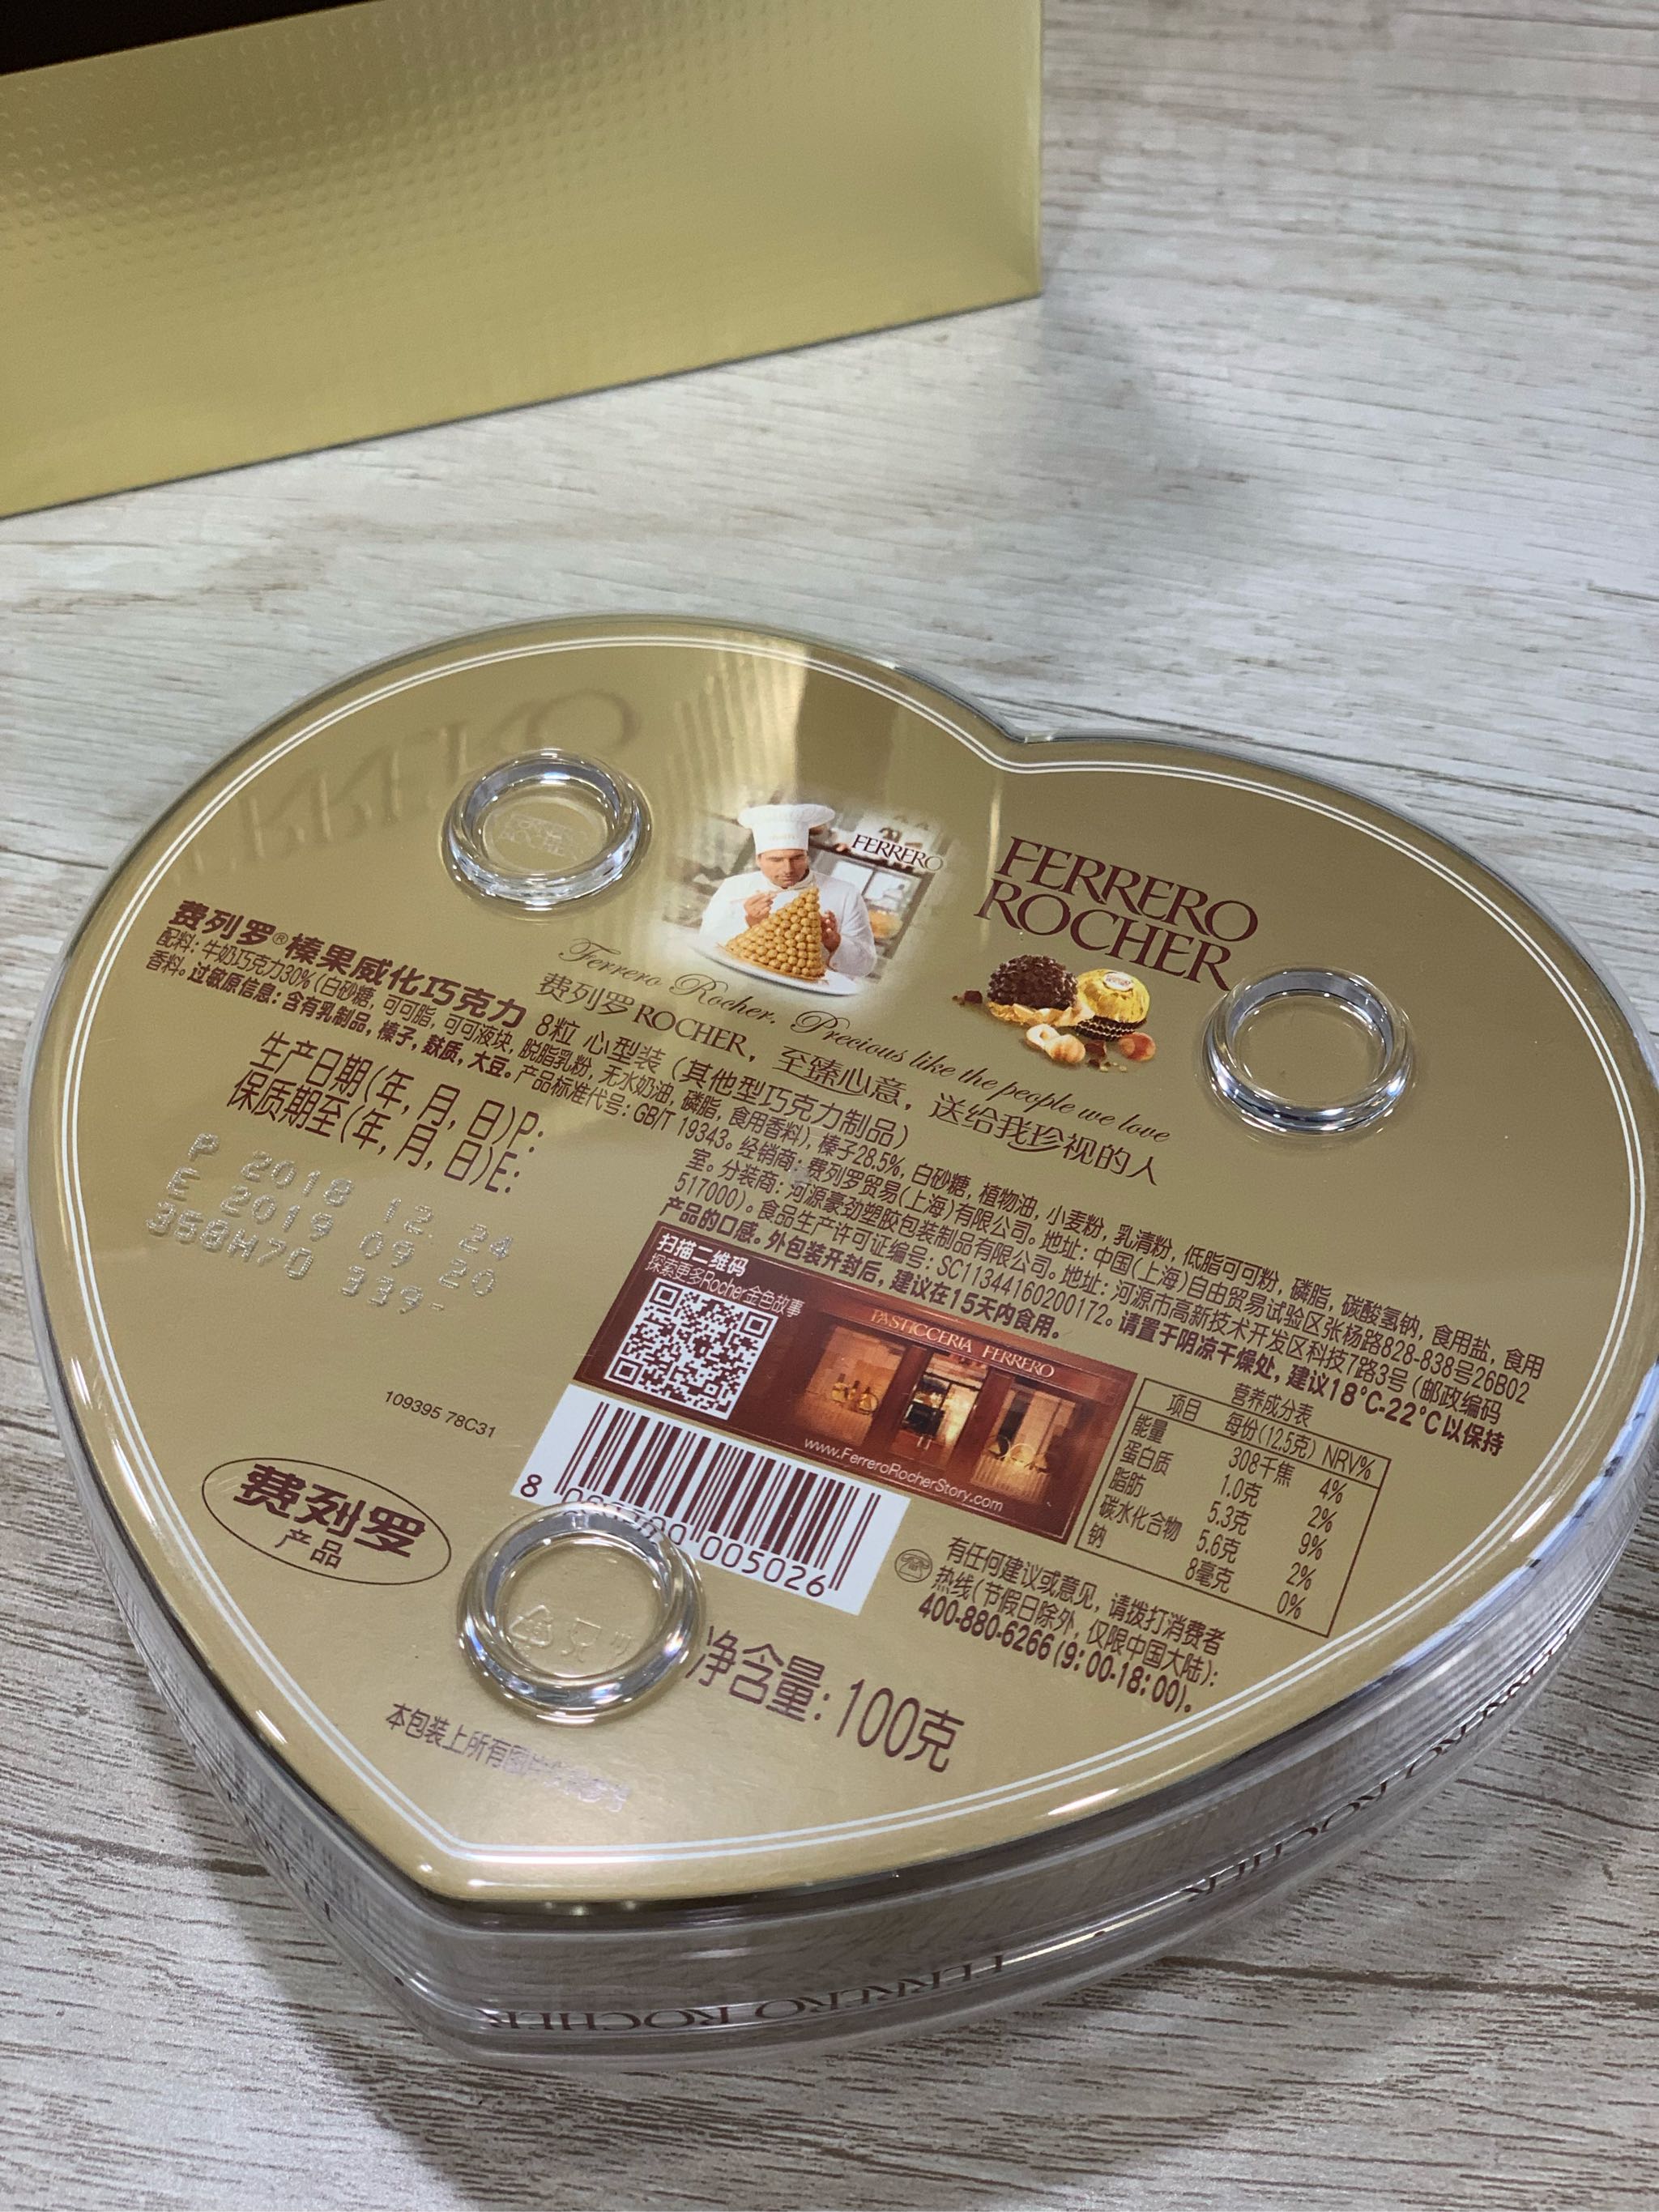 FERRERO
FERRERO
ROCHER
Ferrero Rocher. Precious like the people we love
费列罗 ROCHER， 至臻心意， 送给我珍视的人
费列罗®榛果威化巧克力 8粒 心型装（其他型巧克力制品）
配料：牛奶巧克力30%（白砂糖，可可脂，可可液块，脱脂乳粉，无水奶油，磷脂，食用香料），榛子28.5%，白砂糖，植物油，小麦粉，乳清粉，低脂可可粉，磷脂，碳酸氢钠，食用盐，食用
香料。过敏原信息：含有乳制品，榛子，麸质，大豆。产品标准代号：GB/T 19343。经销商：费列罗贸易（上海）有限公司。地址：中国（上海）自由贸易试验区张杨路828-838号26B02
室。分装商：河源豪劲塑胶包装制品有限公司。地址：河源市高新技术开发区科技7路3号（邮政编码
517000）。食品生产许可证编号：SC11344160200172。请置于阴凉干燥处，建议18°C-22°C以保持
产品的口感。外包装开封后，建议在15天内食用。
生产日期（年，月，日）P：
保质期至（年，月，日）E：
P 2018 12 24
E 2019 09 20
358H70 339-
扫描二维码
探索更多Rocher金色故事
PASTICCERIA FERRERO
www.FerreroRocherStory.com
营养成分表
项目 每份（12.5克） NRV%
能量 308千焦 4%
蛋白质 1.0克 2%
脂肪 5.3克 9%
碳水化合物 5.6克 2%
钠 8毫克 0%
109395 78C31
费列罗
产品
005026
有任何建议或意见，请拨打消费者
热线（节假日除外，仅限中国大陆）：
400-880-6266（9：00-18：00）。
净含量：100克
本包装上所有图片
FERRERO ROCHER